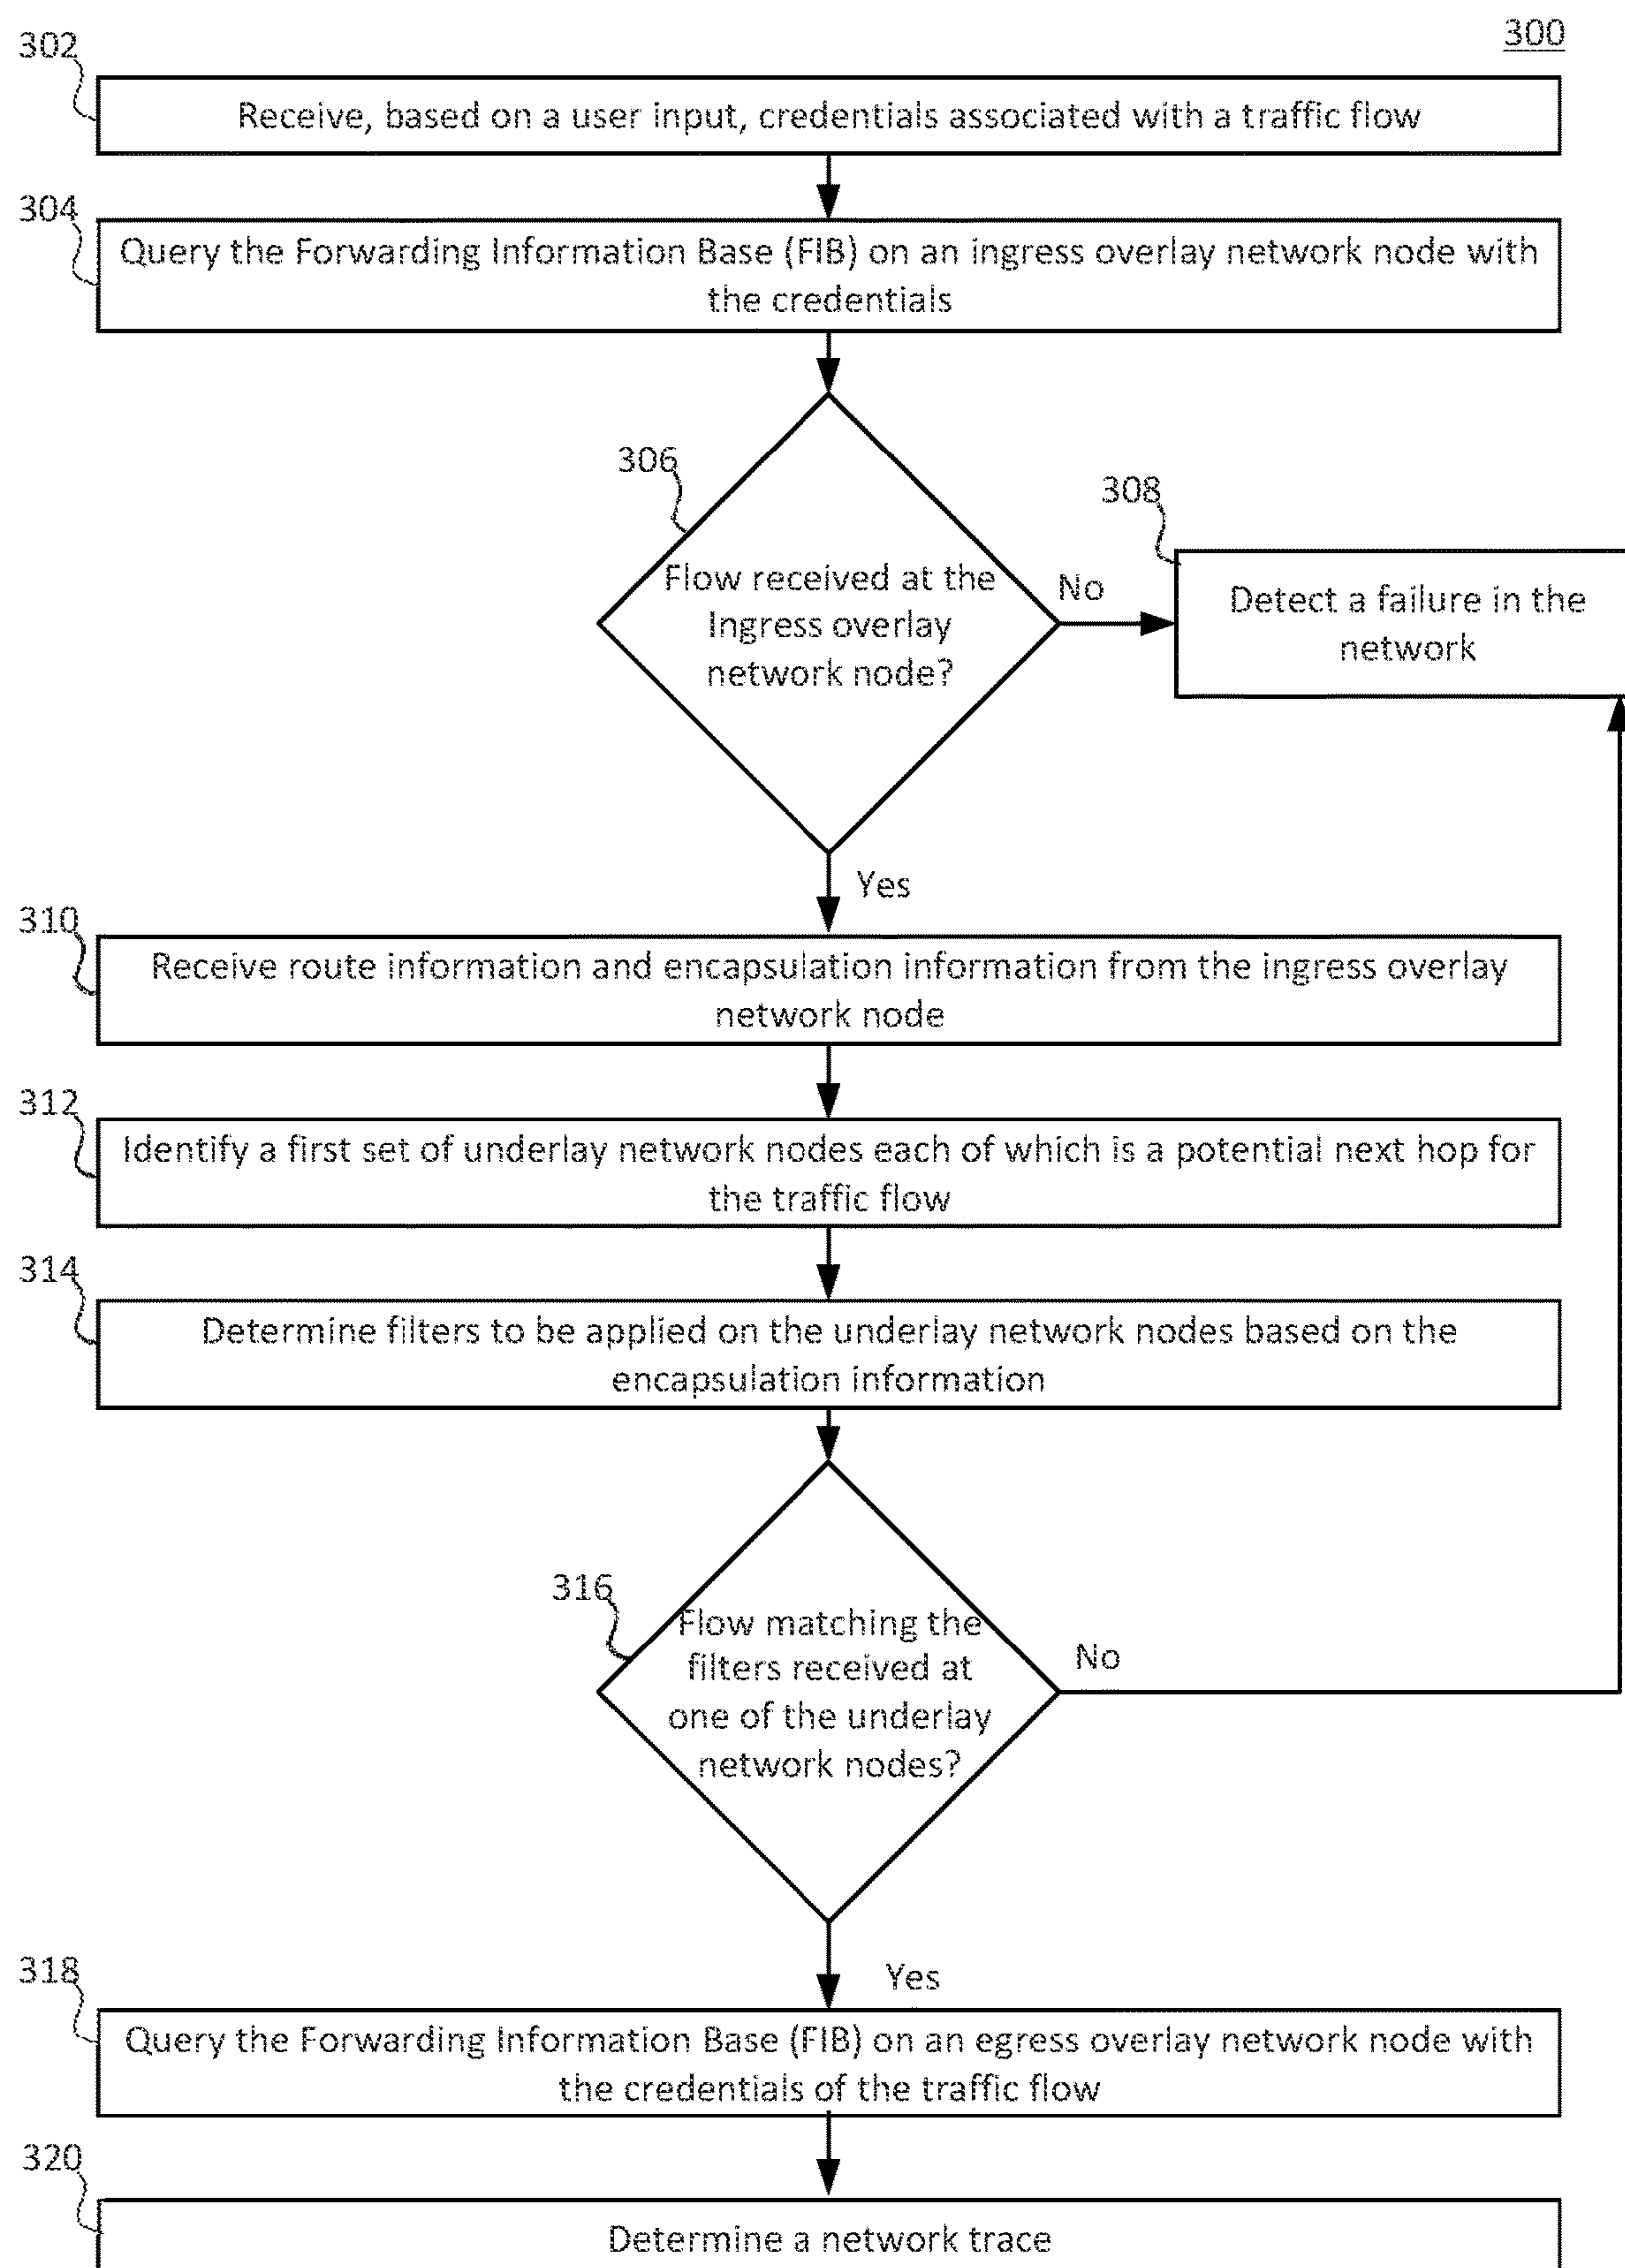 300
302
Receive, based on a user input, credentials associated with a traffic flow
304
Query the Forwarding Information Base (FIB) on an ingress overlay network node with
the credentials
306
Flow received at the
Ingress overlay
network node?
No
308
Detect a failure in the
network
Yes
310
Receive route information and encapsulation information from the ingress overlay
network node
312
Identify a first set of underlay network nodes each of which is a potential next hop for
the traffic flow
314
Determine filters to be applied on the underlay network nodes based on the
encapsulation information
316
Flow matching the
filters received at
one of the underlay
network nodes?
No
Yes
318
Query the Forwarding Information Base (FIB) on an egress overlay network node with
the credentials of the traffic flow
320
Determine a network trace